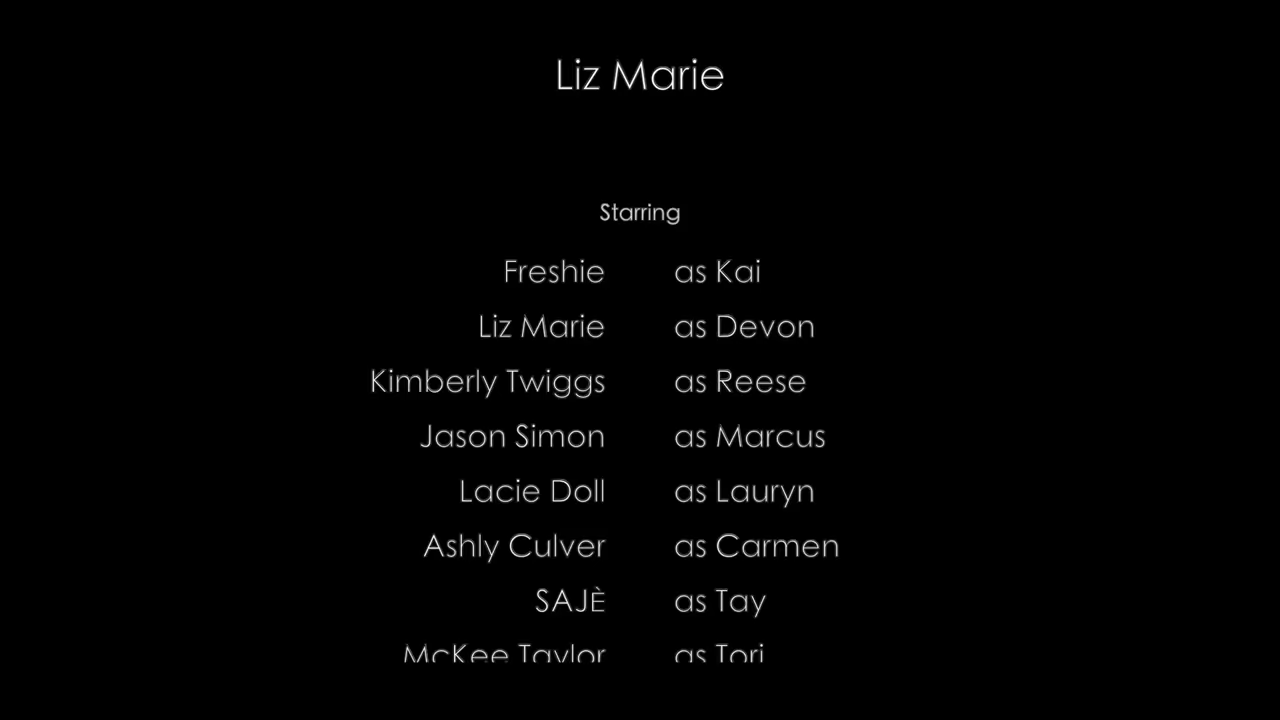 Liz Marie
Starring
Freshie as Kai
Liz Marie as Devon
Kimberly Twiggs as Reese
Jason Simon as Marcus
Lacie Doll as Lauryn
Ashly Culver as Carmen
SAJÈ as Tay
McKee Taylor as Tori